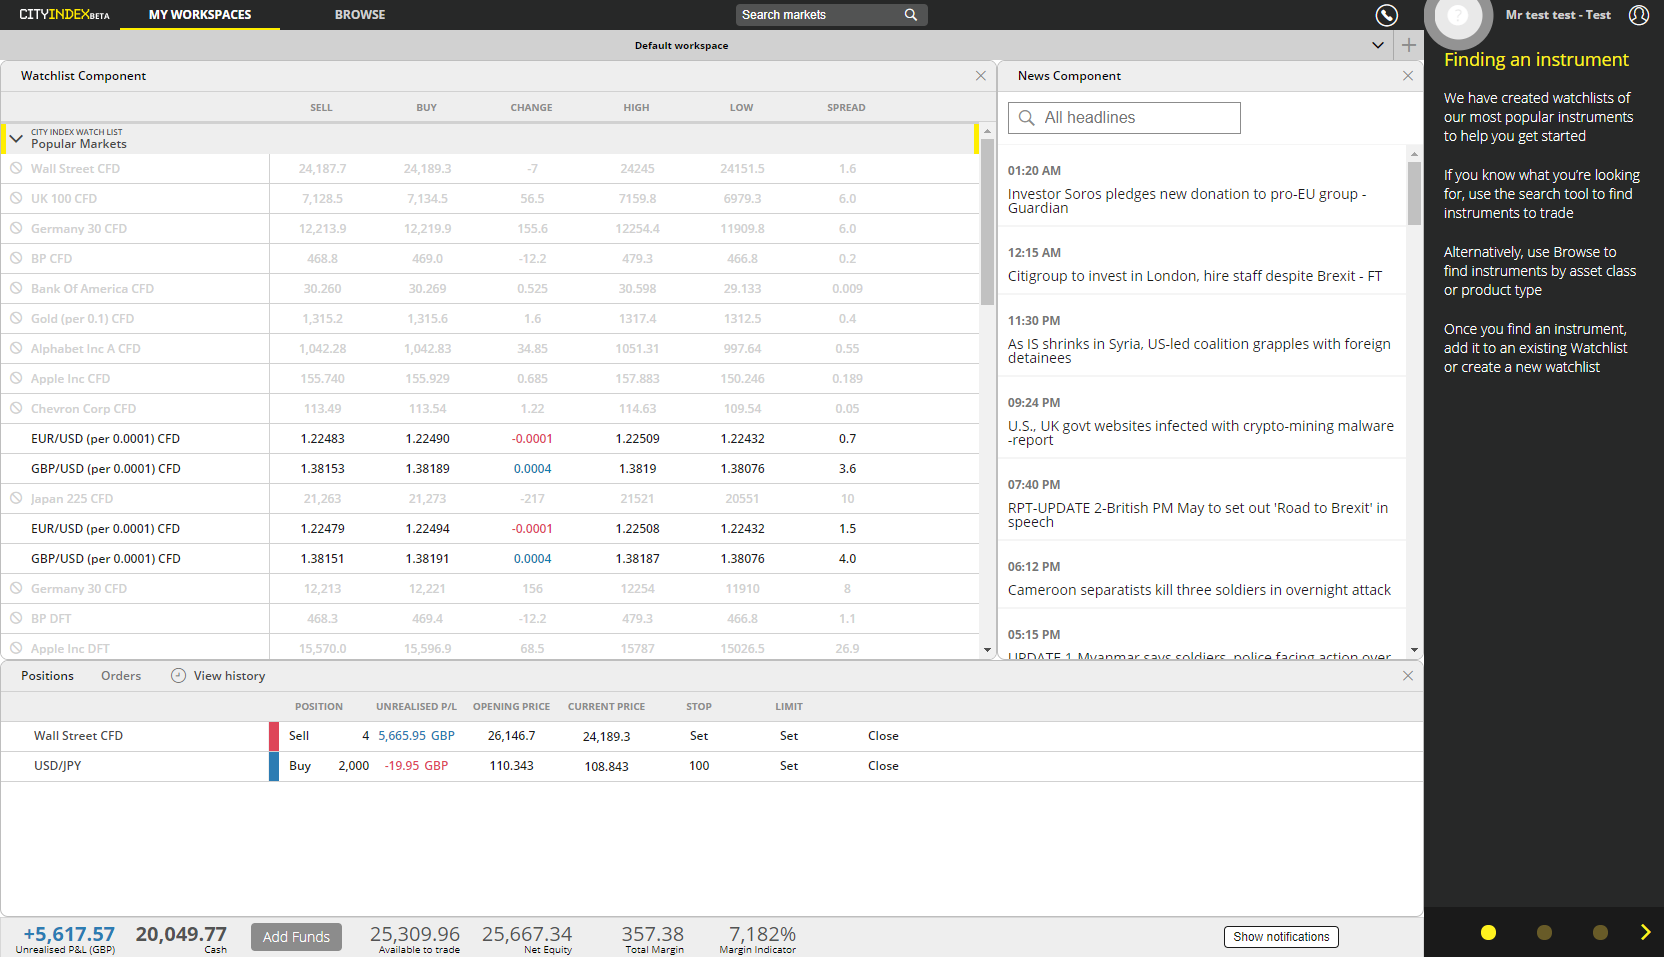 CITYINDEXBETA
MY WORKSPACES
BROWSE
Search markets
?
Mr test test - Test
Default workspace
Watchlist Component
SELL BUY CHANGE HIGH LOW SPREAD
CITY INDEX WATCH LIST
Popular Markets
Wall Street CFD 24,187.7 24,189.3 -7 24245 24151.5 1.6
UK 100 CFD 7,128.5 7,134.5 56.5 7159.8 6979.3 6.0
Germany 30 CFD 12,213.9 12,219.9 155.6 12254.4 11909.8 6.0
BP CFD 468.8 469.0 -12.2 479.3 466.8 0.2
Bank Of America CFD 30.260 30.269 0.525 30.598 29.133 0.009
Gold (per 0.1) CFD 1,315.2 1,315.6 1.6 1317.4 1312.5 0.4
Alphabet Inc A CFD 1,042.28 1,042.83 34.85 1051.31 997.64 0.55
Apple Inc CFD 155.740 155.929 0.685 157.883 150.246 0.189
Chevron Corp CFD 113.49 113.54 1.22 114.63 109.54 0.05
EUR/USD (per 0.0001) CFD 1.22483 1.22490 -0.0001 1.22509 1.22432 0.7
GBP/USD (per 0.0001) CFD 1.38153 1.38189 0.0004 1.3819 1.38076 3.6
Japan 225 CFD 21,263 21,273 -217 21521 20551 10
EUR/USD (per 0.0001) CFD 1.22479 1.22494 -0.0001 1.22508 1.22432 1.5
GBP/USD (per 0.0001) CFD 1.38151 1.38191 0.0004 1.38187 1.38076 4.0
Germany 30 CFD 12,213 12,221 156 12254 11910 8
BP DFT 468.3 469.4 -12.2 479.3 466.8 1.1
Apple Inc DFT 15,570.0 15,596.9 68.5 15787 15026.5 26.9
News Component
All headlines
01:20 AM
Investor Soros pledges new donation to pro-EU group -
Guardian
12:15 AM
Citigroup to invest in London, hire staff despite Brexit - FT
11:30 PM
As IS shrinks in Syria, US-led coalition grapples with foreign
detainees
09:24 PM
U.S., UK govt websites infected with crypto-mining malware
-report
07:40 PM
RPT-UPDATE 2-British PM May to set out 'Road to Brexit' in
speech
06:12 PM
Cameroon separatists kill three soldiers in overnight attack
05:15 PM
UPDATE 1-Myanmar says soldiers, police facing action over
Finding an instrument
We have created watchlists of
our most popular instruments
to help you get started
If you know what you're looking
for, use the search tool to find
instruments to trade
Alternatively, use Browse to
find instruments by asset class
or product type
Once you find an instrument,
add it to an existing Watchlist
or create a new watchlist
Positions Orders View history
POSITION UNREALISED P/L OPENING PRICE CURRENT PRICE STOP LIMIT
Wall Street CFD Sell 4 5,665.95 GBP 26,146.7 24,189.3 Set Set Close
USD/JPY Buy 2,000 -19.95 GBP 110.343 108.843 100 Set Close
+5,617.57 20,049.77 Add Funds 25,309.96 25,667.34 357.38 7,182% Show notifications
Unrealised P&L (GBP) Cash Available to trade Net Equity Total Margin Margin Indicator